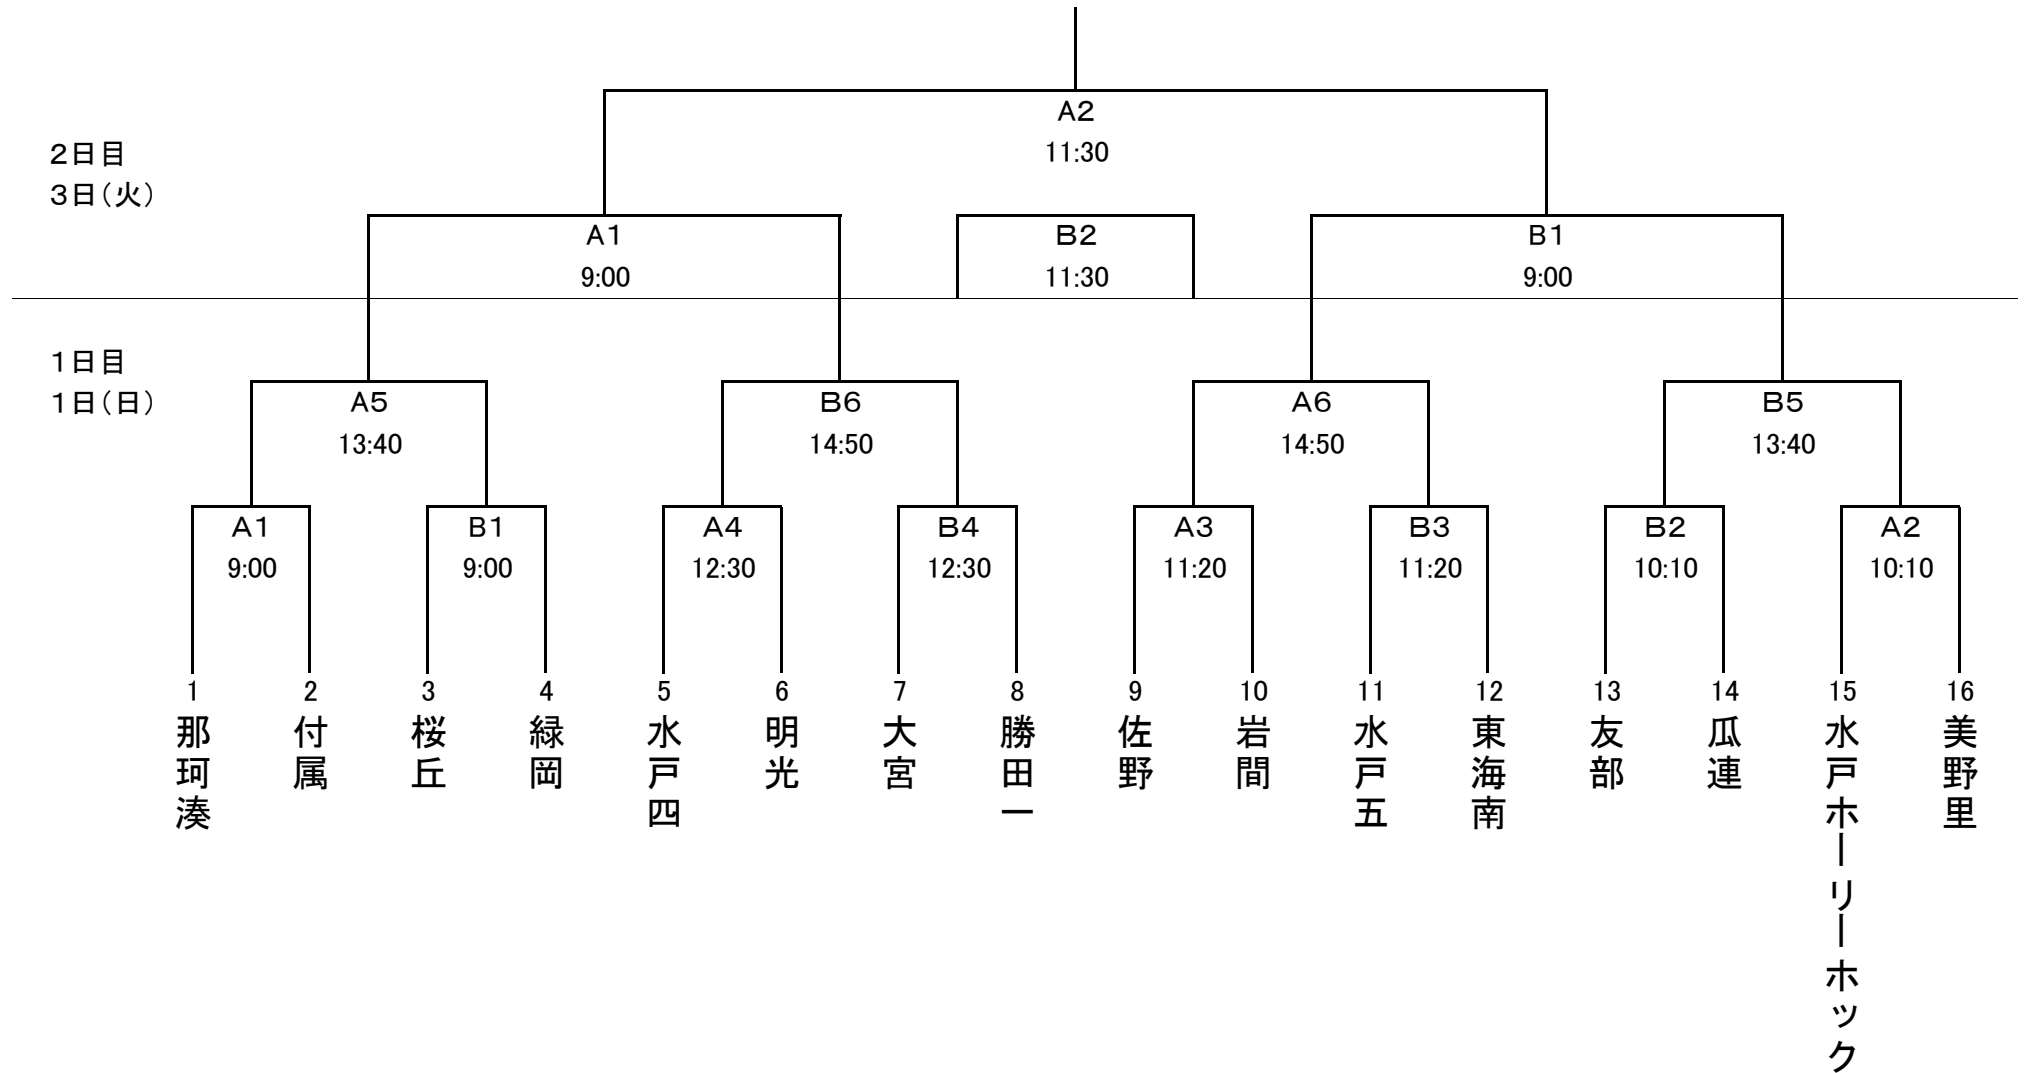 A2
11:30
2日目
3日(火)
A1
9:00
B2
11:30
B1
9:00
1日目
1日(日)
A5
13:40
B6
14:50
A6
14:50
B5
13:40
A1
9:00
B1
9:00
A4
12:30
B4
12:30
A3
11:20
B3
11:20
B2
10:10
A2
10:10
1
那珂湊
2
付属
3
桜丘
4
緑岡
5
水戸四
6
明光
7
大宮
8
勝田一
9
佐野
10
岩間
11
水戸五
12
東海南
13
友部
14
瓜連
15
水戸ホーリーホック
16
美野里